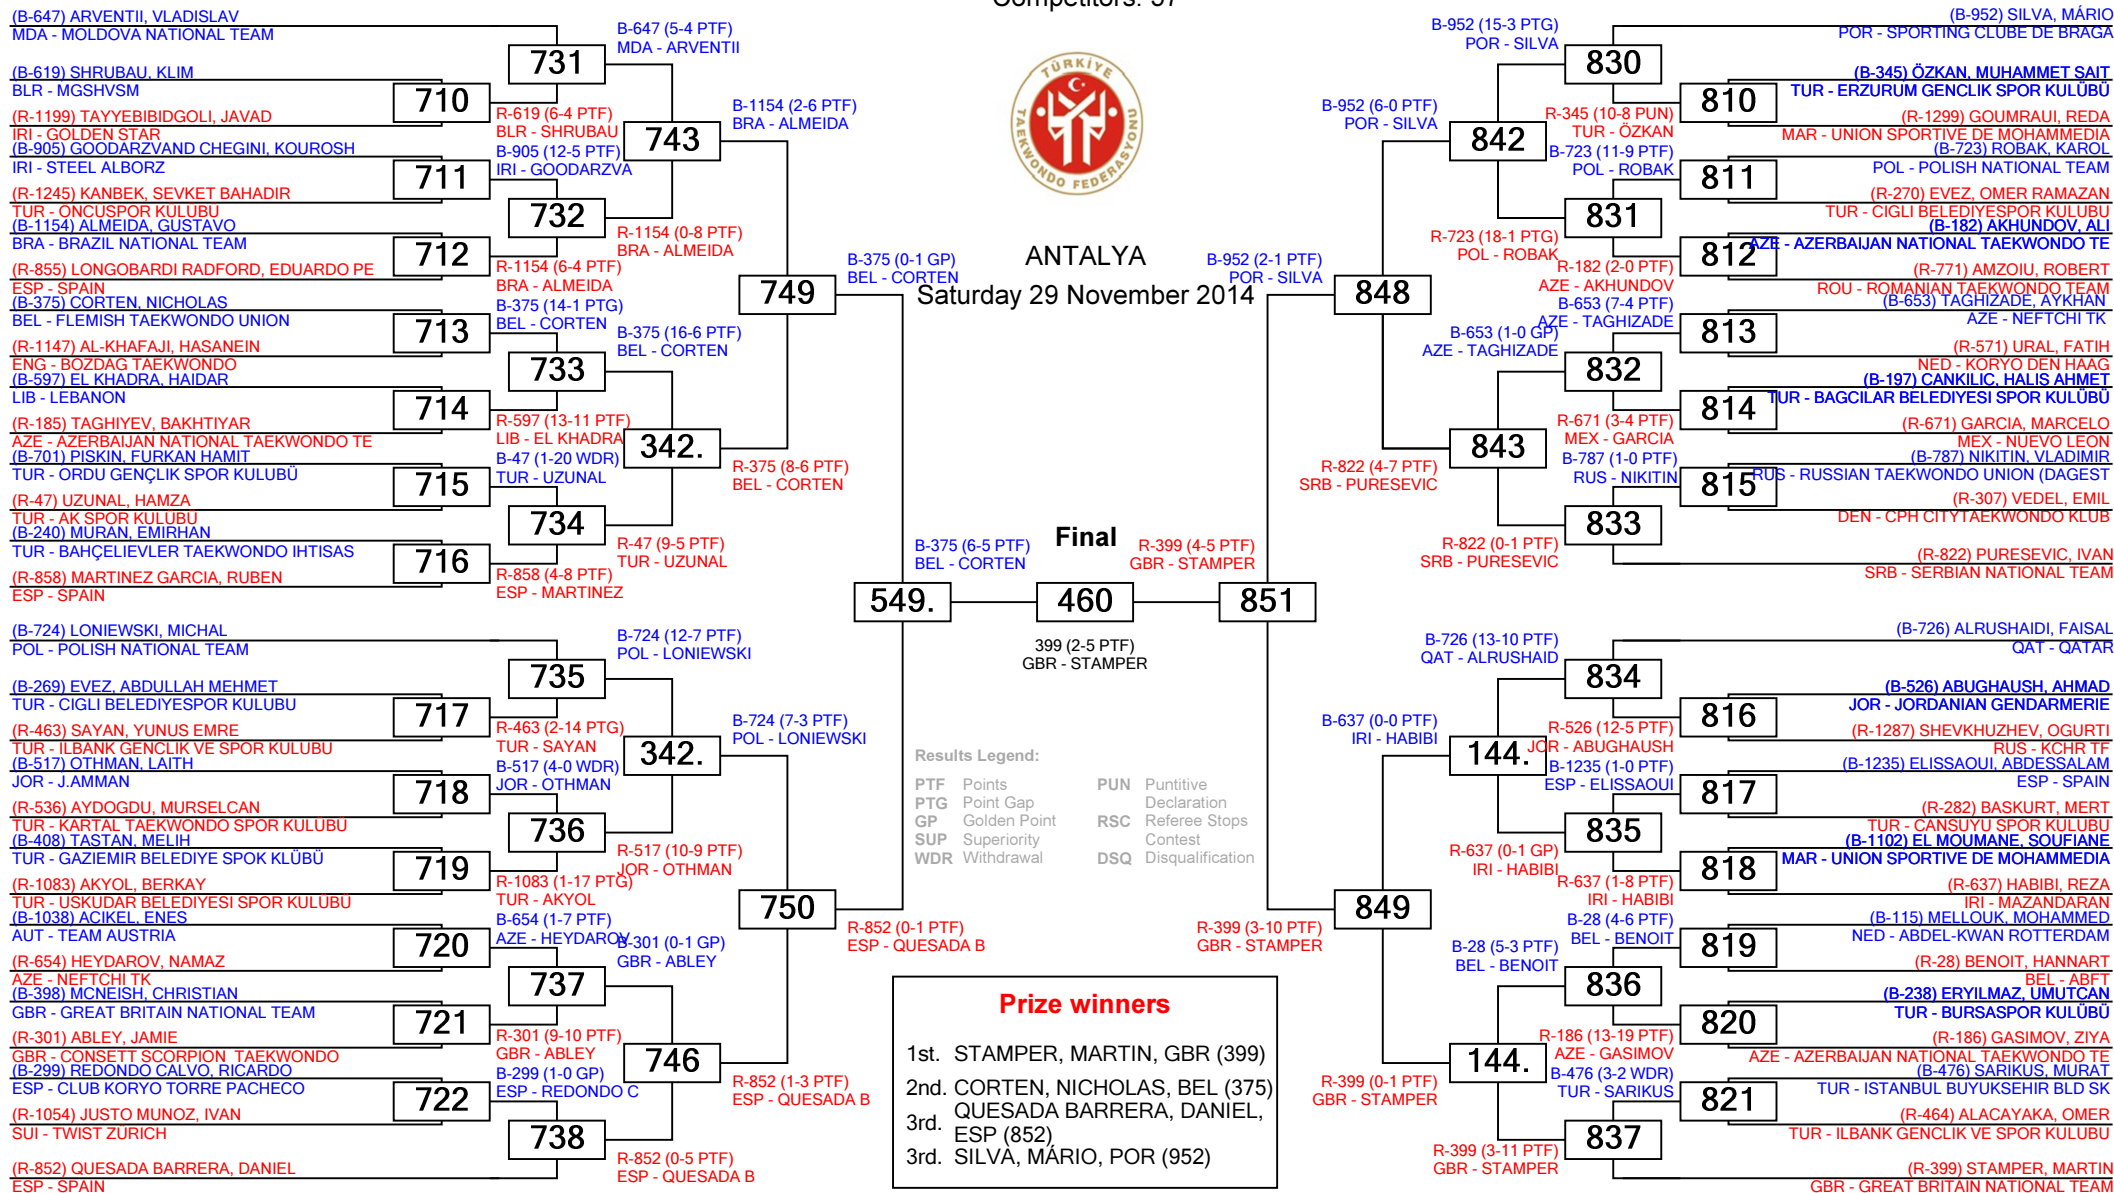 (B-647) ARVENTII, VLADISLAV
MDA - MOLDOVA NATIONAL TEAM
(B-619) SHRUBAU, KLIM
BLR - MGSHVSM
(R-1199) TAYYEBIBIDGOLI, JAVAD
IRI - GOLDEN STAR
(B-905) GOODARZVAND CHEGINI, KOUROSH
IRI - STEEL ALBORZ
(R-1245) KANBEK, SEVKET BAHADIR
TUR - ONCUSPOR KULUBU
(B-1154) ALMEIDA, GUSTAVO
BRA - BRAZIL NATIONAL TEAM
(R-855) LONGOBARDI RADFORD, EDUARDO PE
ESP - SPAIN
(B-375) CORTEN, NICHOLAS
BEL - FLEMISH TAEKWONDO UNION
(R-1147) AL-KHAFAJI, HASANEIN
ENG - BOZDAG TAEKWONDO
(B-597) EL KHADRA, HAIDAR
LIB - LEBANON
(R-185) TAGHIYEV, BAKHTIYAR
AZE - AZERBAIJAN NATIONAL TAEKWONDO TE
(B-701) PISKIN, FURKAN HAMIT
TUR - ORDU GENÇLIK SPOR KULUBÜ
(R-47) UZUNAL, HAMZA
TUR - AK SPOR KULUBU
(B-240) MURAN, EMIRHAN
TUR - BAHÇELIEVLER TAEKWONDO IHTISAS
(R-858) MARTINEZ GARCIA, RUBEN
ESP - SPAIN
(B-724) LONIEWSKI, MICHAL
POL - POLISH NATIONAL TEAM
(B-269) EVEZ, ABDULLAH MEHMET
TUR - CIGLI BELEDIYESPOR KULUBU
(R-463) SAYAN, YUNUS EMRE
TUR - ILBANK GENCLIK VE SPOR KULUBU
(B-517) OTHMAN, LAITH
JOR - J.AMMAN
(R-536) AYDOGDU, MURSELCAN
TUR - KARTAL TAEKWONDO SPOR KULUBÜ
(B-408) TASTAN, MELIH
TUR - GAZIEMIR BELEDIYE SPOK KLÜBÜ
(R-1083) AKYOL, BERKAY
TUR - USKUDAR BELEDIYESI SPOR KULÜBÜ
(B-1038) ACIKEL, ENES
AUT - TEAM AUSTRIA
(R-654) HEYDAROV, NAMAZ
AZE - NEFTCHI TK
(B-398) MCNEISH, CHRISTIAN
GBR - GREAT BRITAIN NATIONAL TEAM
(R-301) ABLEY, JAMIE
GBR - CONSETT SCORPION TAEKWONDO
(B-299) REDONDO CALVO, RICARDO
ESP - CLUB KORYO TORRE PACHECO
(R-1054) JUSTO MUNOZ, IVAN
SUI - TWIST ZÜRICH
(R-852) QUESADA BARRERA, DANIEL
ESP - SPAIN
710
711
712
713
714
715
716
717
718
719
720
721
722
731
R-619 (6-4 PTF)
BLR - SHRUBAU
B-905 (12-5 PTF)
IRI - GOODARZVA
732
R-1154 (6-4 PTF)
BRA - ALMEIDA
B-375 (14-1 PTG)
BEL - CORTEN
733
R-597 (13-11 PTF)
LIB - EL KHADRA
B-47 (1-20 WDR)
TUR - UZUNAL
734
R-858 (4-8 PTF)
ESP - MARTINEZ
735
R-463 (2-14 PTG)
TUR - SAYAN
B-517 (4-0 WDR)
JOR - OTHMAN
736
R-1083 (1-17 PTG)
TUR - AKYOL
B-654 (1-7 PTF)
AZE - HEYDAROV
737
R-301 (9-10 PTF)
GBR - ABLEY
B-299 (1-0 GP)
ESP - REDONDO C
738
B-647 (5-4 PTF)
MDA - ARVENTII
743
R-1154 (0-8 PTF)
BRA - ALMEIDA
B-375 (16-6 PTF)
BEL - CORTEN
342.
R-47 (9-5 PTF)
TUR - UZUNAL
B-724 (12-7 PTF)
POL - LONIEWSKI
342.
R-517 (10-9 PTF)
JOR - OTHMAN
B-301 (0-1 GP)
GBR - ABLEY
746
R-852 (0-5 PTF)
ESP - QUESADA B
B-1154 (2-6 PTF)
BRA - ALMEIDA
749
R-375 (8-6 PTF)
BEL - CORTEN
B-724 (7-3 PTF)
POL - LONIEWSKI
750
R-852 (1-3 PTF)
ESP - QUESADA B
B-375 (0-1 GP)
BEL - CORTEN
549.
R-852 (0-1 PTF)
ESP - QUESADA B
Competitors: 57
TÜRKİYE
TAEKWONDO FEDERASYONU
ANTALYA
Saturday 29 November 2014
Final
B-375 (6-5 PTF)
BEL - CORTEN
R-399 (4-5 PTF)
GBR - STAMPER
460
399 (2-5 PTF)
GBR - STAMPER
Results Legend:
PTF Points
PTG Point Gap
GP Golden Point
SUP Superiority
WDR Withdrawal
PUN Puntitive
Declaration
RSC Referee Stops
Contest
DSQ Disqualification
Prize winners
1st. STAMPER, MARTIN, GBR (399)
2nd. CORTEN, NICHOLAS, BEL (375)
3rd. QUESADA BARRERA, DANIEL,
ESP (852)
3rd. SILVA, MÁRIO, POR (952)
B-952 (2-1 PTF)
POR - SILVA
851
R-399 (3-10 PTF)
GBR - STAMPER
B-952 (6-0 PTF)
POR - SILVA
848
R-822 (4-7 PTF)
SRB - PURESEVIC
B-637 (0-0 PTF)
IRI - HABIBI
849
R-399 (0-1 PTF)
GBR - STAMPER
B-952 (15-3 PTG)
POR - SILVA
842
R-723 (18-1 PTG)
POL - ROBAK
B-653 (1-0 GP)
AZE - TAGHIZADE
843
R-822 (0-1 PTF)
SRB - PURESEVIC
B-726 (13-10 PTF)
QAT - ALRUSHAID
144.
R-637 (0-1 GP)
IRI - HABIBI
B-28 (5-3 PTF)
BEL - BENOIT
144.
R-399 (3-11 PTF)
GBR - STAMPER
830
R-345 (10-8 PUN)
TUR - ÖZKAN
B-723 (11-9 PTF)
POL - ROBAK
831
R-182 (2-0 PTF)
AZE - AKHUNDOV
B-653 (7-4 PTF)
AZE - TAGHIZADE
832
R-671 (3-4 PTF)
MEX - GARCIA
B-787 (1-0 PTF)
RUS - NIKITIN
833
834
R-526 (12-5 PTF)
JOR - ABUGHAUSH
B-1235 (1-0 PTF)
ESP - ELISSAOUI
835
R-637 (1-8 PTF)
IRI - HABIBI
B-28 (4-6 PTF)
BEL - BENOIT
836
R-186 (13-19 PTF)
AZE - GASIMOV
B-476 (3-2 WDR)
TUR - SARIKUS
837
810
811
812
813
814
815
816
817
818
819
820
821
(B-952) SILVA, MÁRIO
POR - SPORTING CLUBE DE BRAGA
(B-345) ÖZKAN, MUHAMMET SAIT
TUR - ERZURUM GENCLIK SPOR KULÜBÜ
(R-1299) GOUMRAUI, REDA
MAR - UNION SPORTIVE DE MOHAMMEDIA
(B-723) ROBAK, KAROL
POL - POLISH NATIONAL TEAM
(R-270) EVEZ, OMER RAMAZAN
TUR - CIGLI BELEDIYESPOR KULUBU
(B-182) AKHUNDOV, ALI
AZE - AZERBAIJAN NATIONAL TAEKWONDO TE
(R-771) AMZOIU, ROBERT
ROU - ROMANIAN TAEKWONDO TEAM
(B-653) TAGHIZADE, AYKHAN
AZE - NEFTCHI TK
(R-571) URAL, FATIH
NED - KORYO DEN HAAG
(B-197) CANKILIC, HALIS AHMET
TUR - BAGCILAR BELEDIYESI SPOR KULÜBÜ
(R-671) GARCIA, MARCELO
MEX - NUEVO LEON
(B-787) NIKITIN, VLADIMIR
RUS - RUSSIAN TAEKWONDO UNION (DAGEST
(R-307) VEDEL, EMIL
DEN - CPH CITYTAEKWONDO KLUB
(R-822) PURESEVIC, IVAN
SRB - SERBIAN NATIONAL TEAM
(B-726) ALRUSHAIDI, FAISAL
QAT - QATAR
(B-526) ABUGHAUSH, AHMAD
JOR - JORDANIAN GENDARMERIE
(R-1287) SHEVKHUZHEV, OGURTI
RUS - KCHR TF
(B-1235) ELISSAOUI, ABDESSALAM
ESP - SPAIN
(R-282) BASKURT, MERT
TUR - CANSUYU SPOR KULUBU
(B-1102) EL MOUMANE, SOUFIANE
MAR - UNION SPORTIVE DE MOHAMMEDIA
(R-637) HABIBI, REZA
IRI - MAZANDARAN
(B-115) MELLOUK, MOHAMMED
NED - ABDEL-KWAN ROTTERDAM
(R-28) BENOIT, HANNART
BEL - ABFT
(B-238) ERYILMAZ, UMUTCAN
TUR - BURSASPOR KULÜBÜ
(R-186) GASIMOV, ZIYA
AZE - AZERBAIJAN NATIONAL TAEKWONDO TE
(B-476) SARIKUS, MURAT
TUR - ISTANBUL BUYUKSEHIR BLD SK
(R-464) ALACAYAKA, OMER
TUR - ILBANK GENCLIK VE SPOR KULUBU
(R-399) STAMPER, MARTIN
GBR - GREAT BRITAIN NATIONAL TEAM